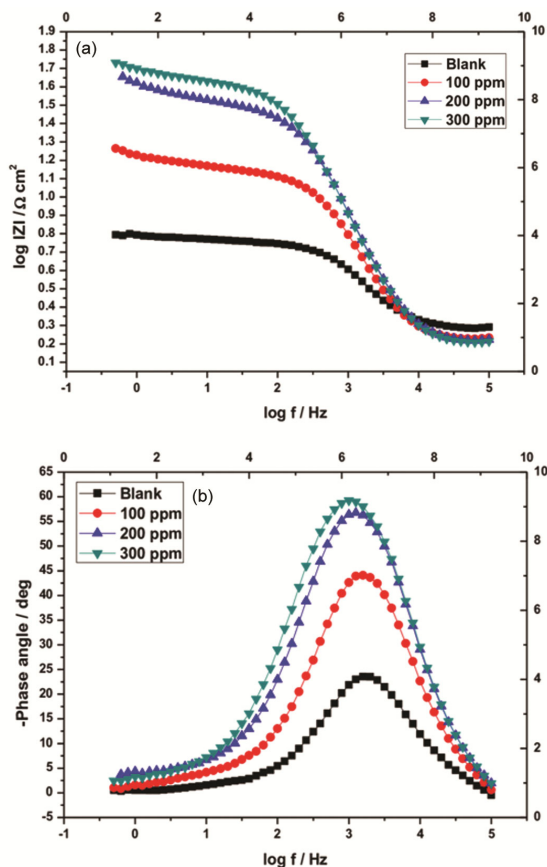 0 2 4 6 8 10
(a)
Blank
100 ppm
200 ppm
300 ppm
1.9
1.8
1.7
1.6
1.5
1.4
1.3
1.2
1.1
1.0
0.9
0.8
0.7
0.6
0.5
0.4
0.3
0.2
0.1
log IZI / Ω cm²
10
8
6
4
2
0
-1 0 1 2 3 4 5
log f / Hz
0 2 4 6 8 10
(b)
Blank
100 ppm
200 ppm
300 ppm
65
60
55
50
45
40
35
30
25
20
15
10
5
0
-5
-Phase angle / deg
10
8
6
4
2
0
-1 0 1 2 3 4 5
log f / Hz